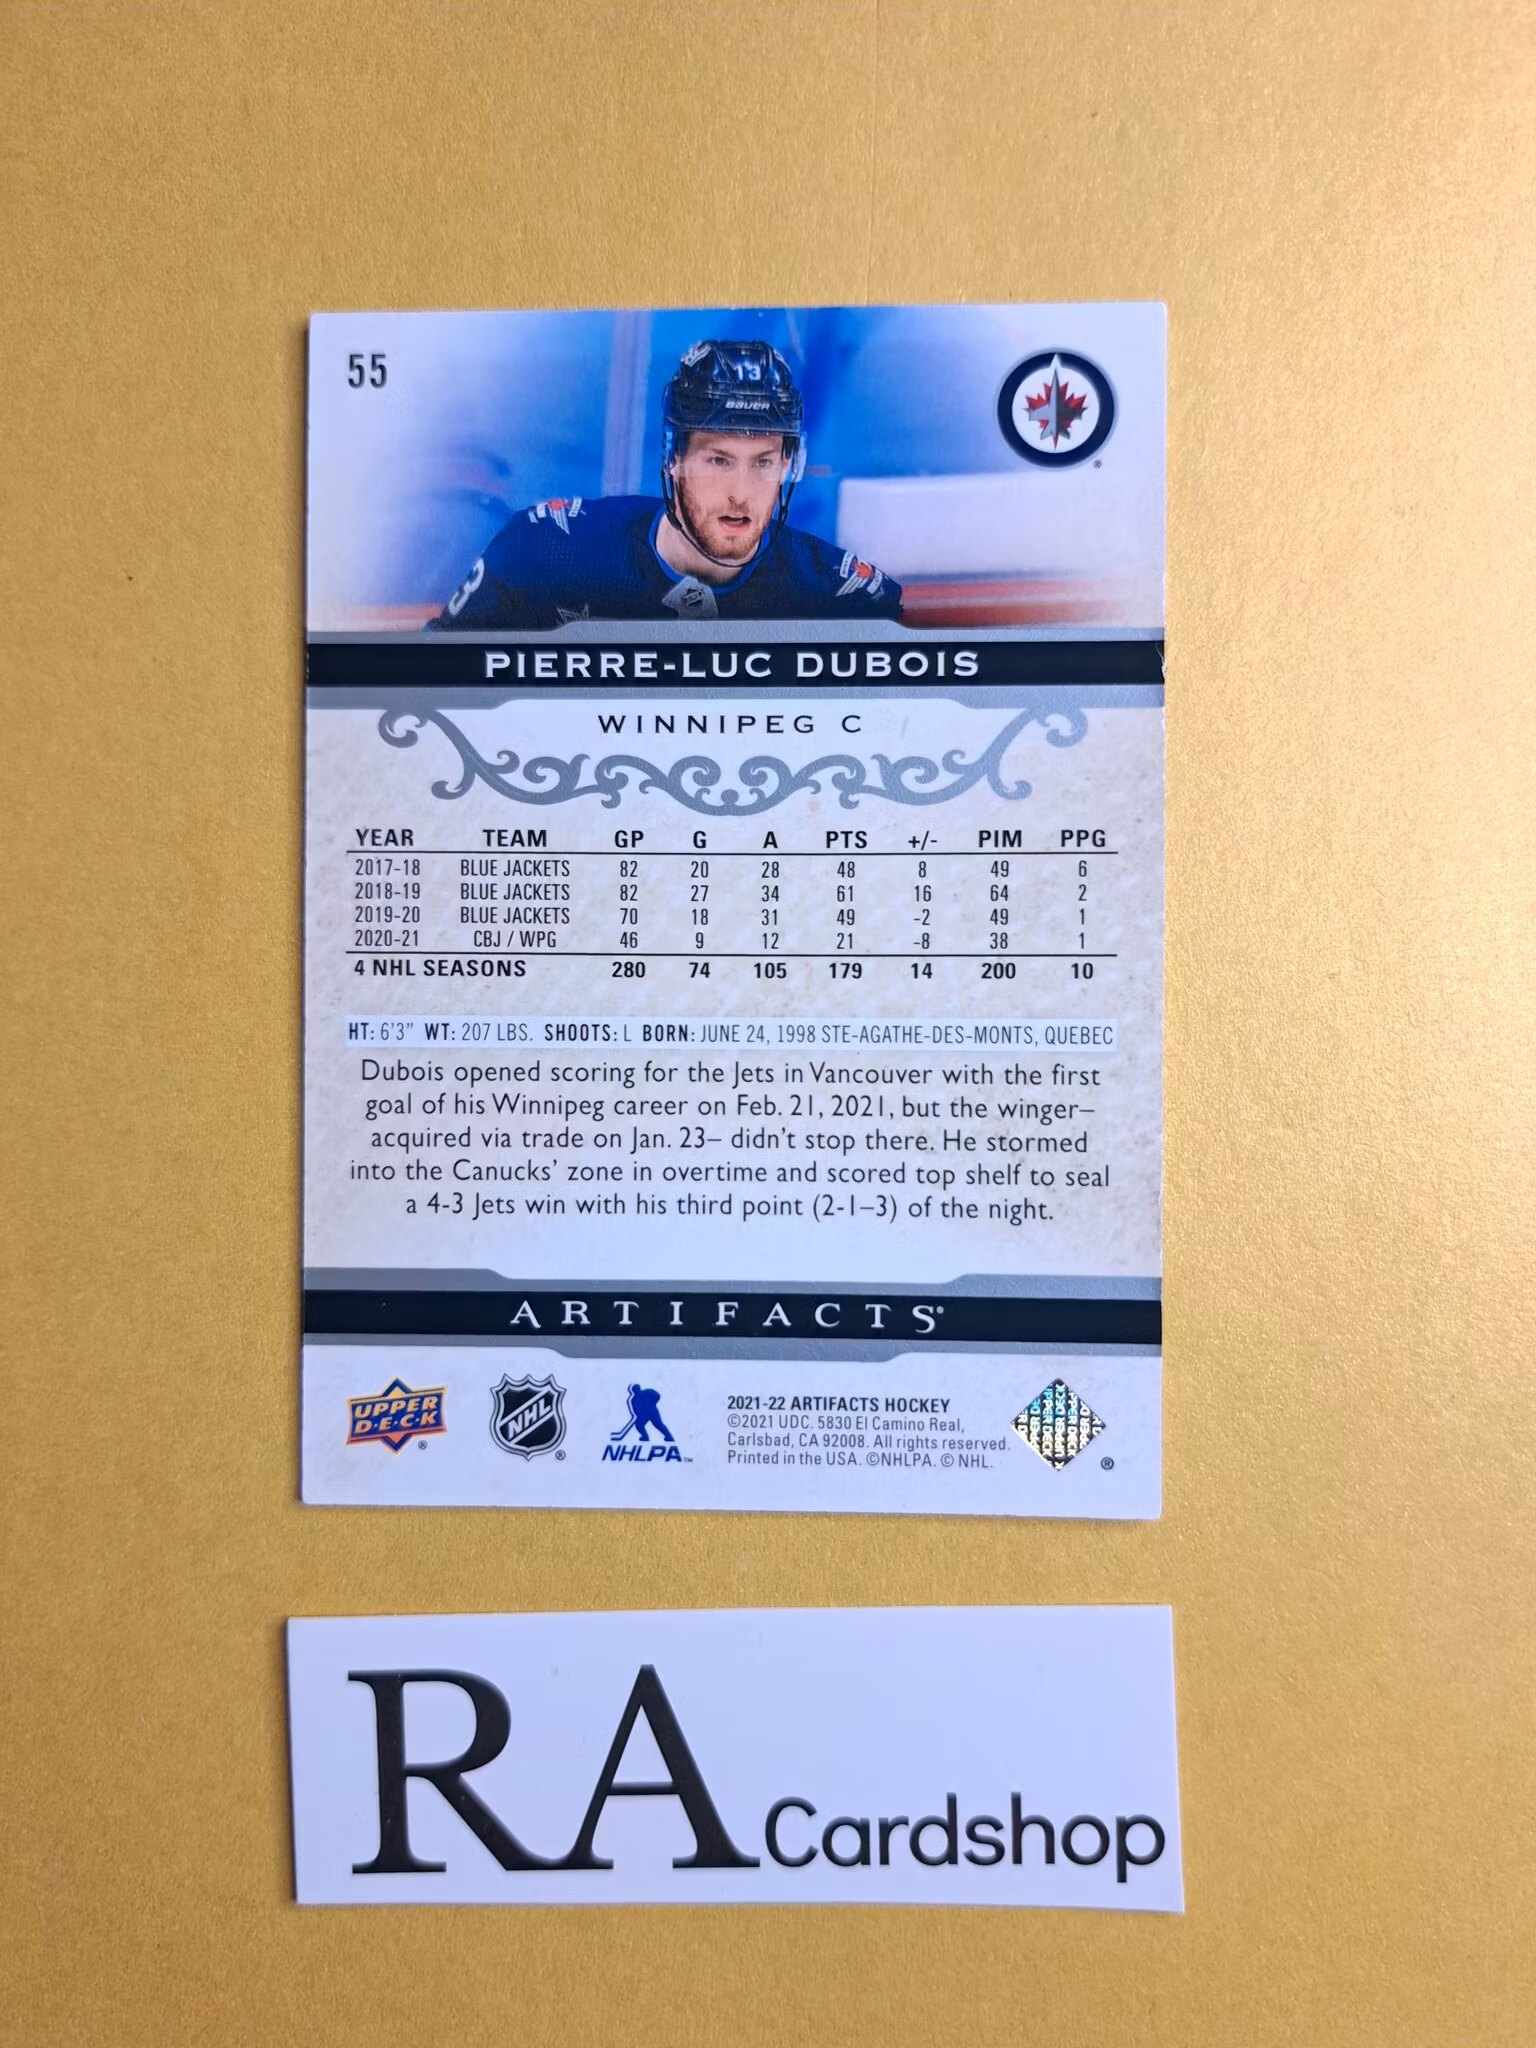 55
13
BAUER
3
PIERRE-LUC DUBOIS
WINNIPEG C
YEAR TEAM GP G A PTS +/- PIM PPG
2017-18 BLUE JACKETS 82 20 28 48 8 49 6
2018-19 BLUE JACKETS 82 27 34 61 16 64 2
2019-20 BLUE JACKETS 70 18 31 49 -2 49 1
2020-21 CBJ / WPG 46 9 12 21 -8 38 1
4 NHL SEASONS 280 74 105 179 14 200 10
HT: 6'3" WT: 207 LBS. SHOOTS: L BORN: JUNE 24, 1998 STE-AGATHE-DES-MONTS, QUEBEC
Dubois opened scoring for the Jets in Vancouver with the first
goal of his Winnipeg career on Feb. 21, 2021, but the winger–
acquired via trade on Jan. 23– didn't stop there. He stormed
into the Canucks' zone in overtime and scored top shelf to seal
a 4-3 Jets win with his third point (2-1–3) of the night.
ARTIFACTS®
UPPER
D·E·C·K ®
NHL ®
NHLPA™
2021-22 ARTIFACTS HOCKEY
©2021 UDC. 5830 El Camino Real,
Carlsbad, CA 92008. All rights reserved.
Printed in the USA. ©NHLPA. © NHL.
UPPER DECK
®
RA Cardshop